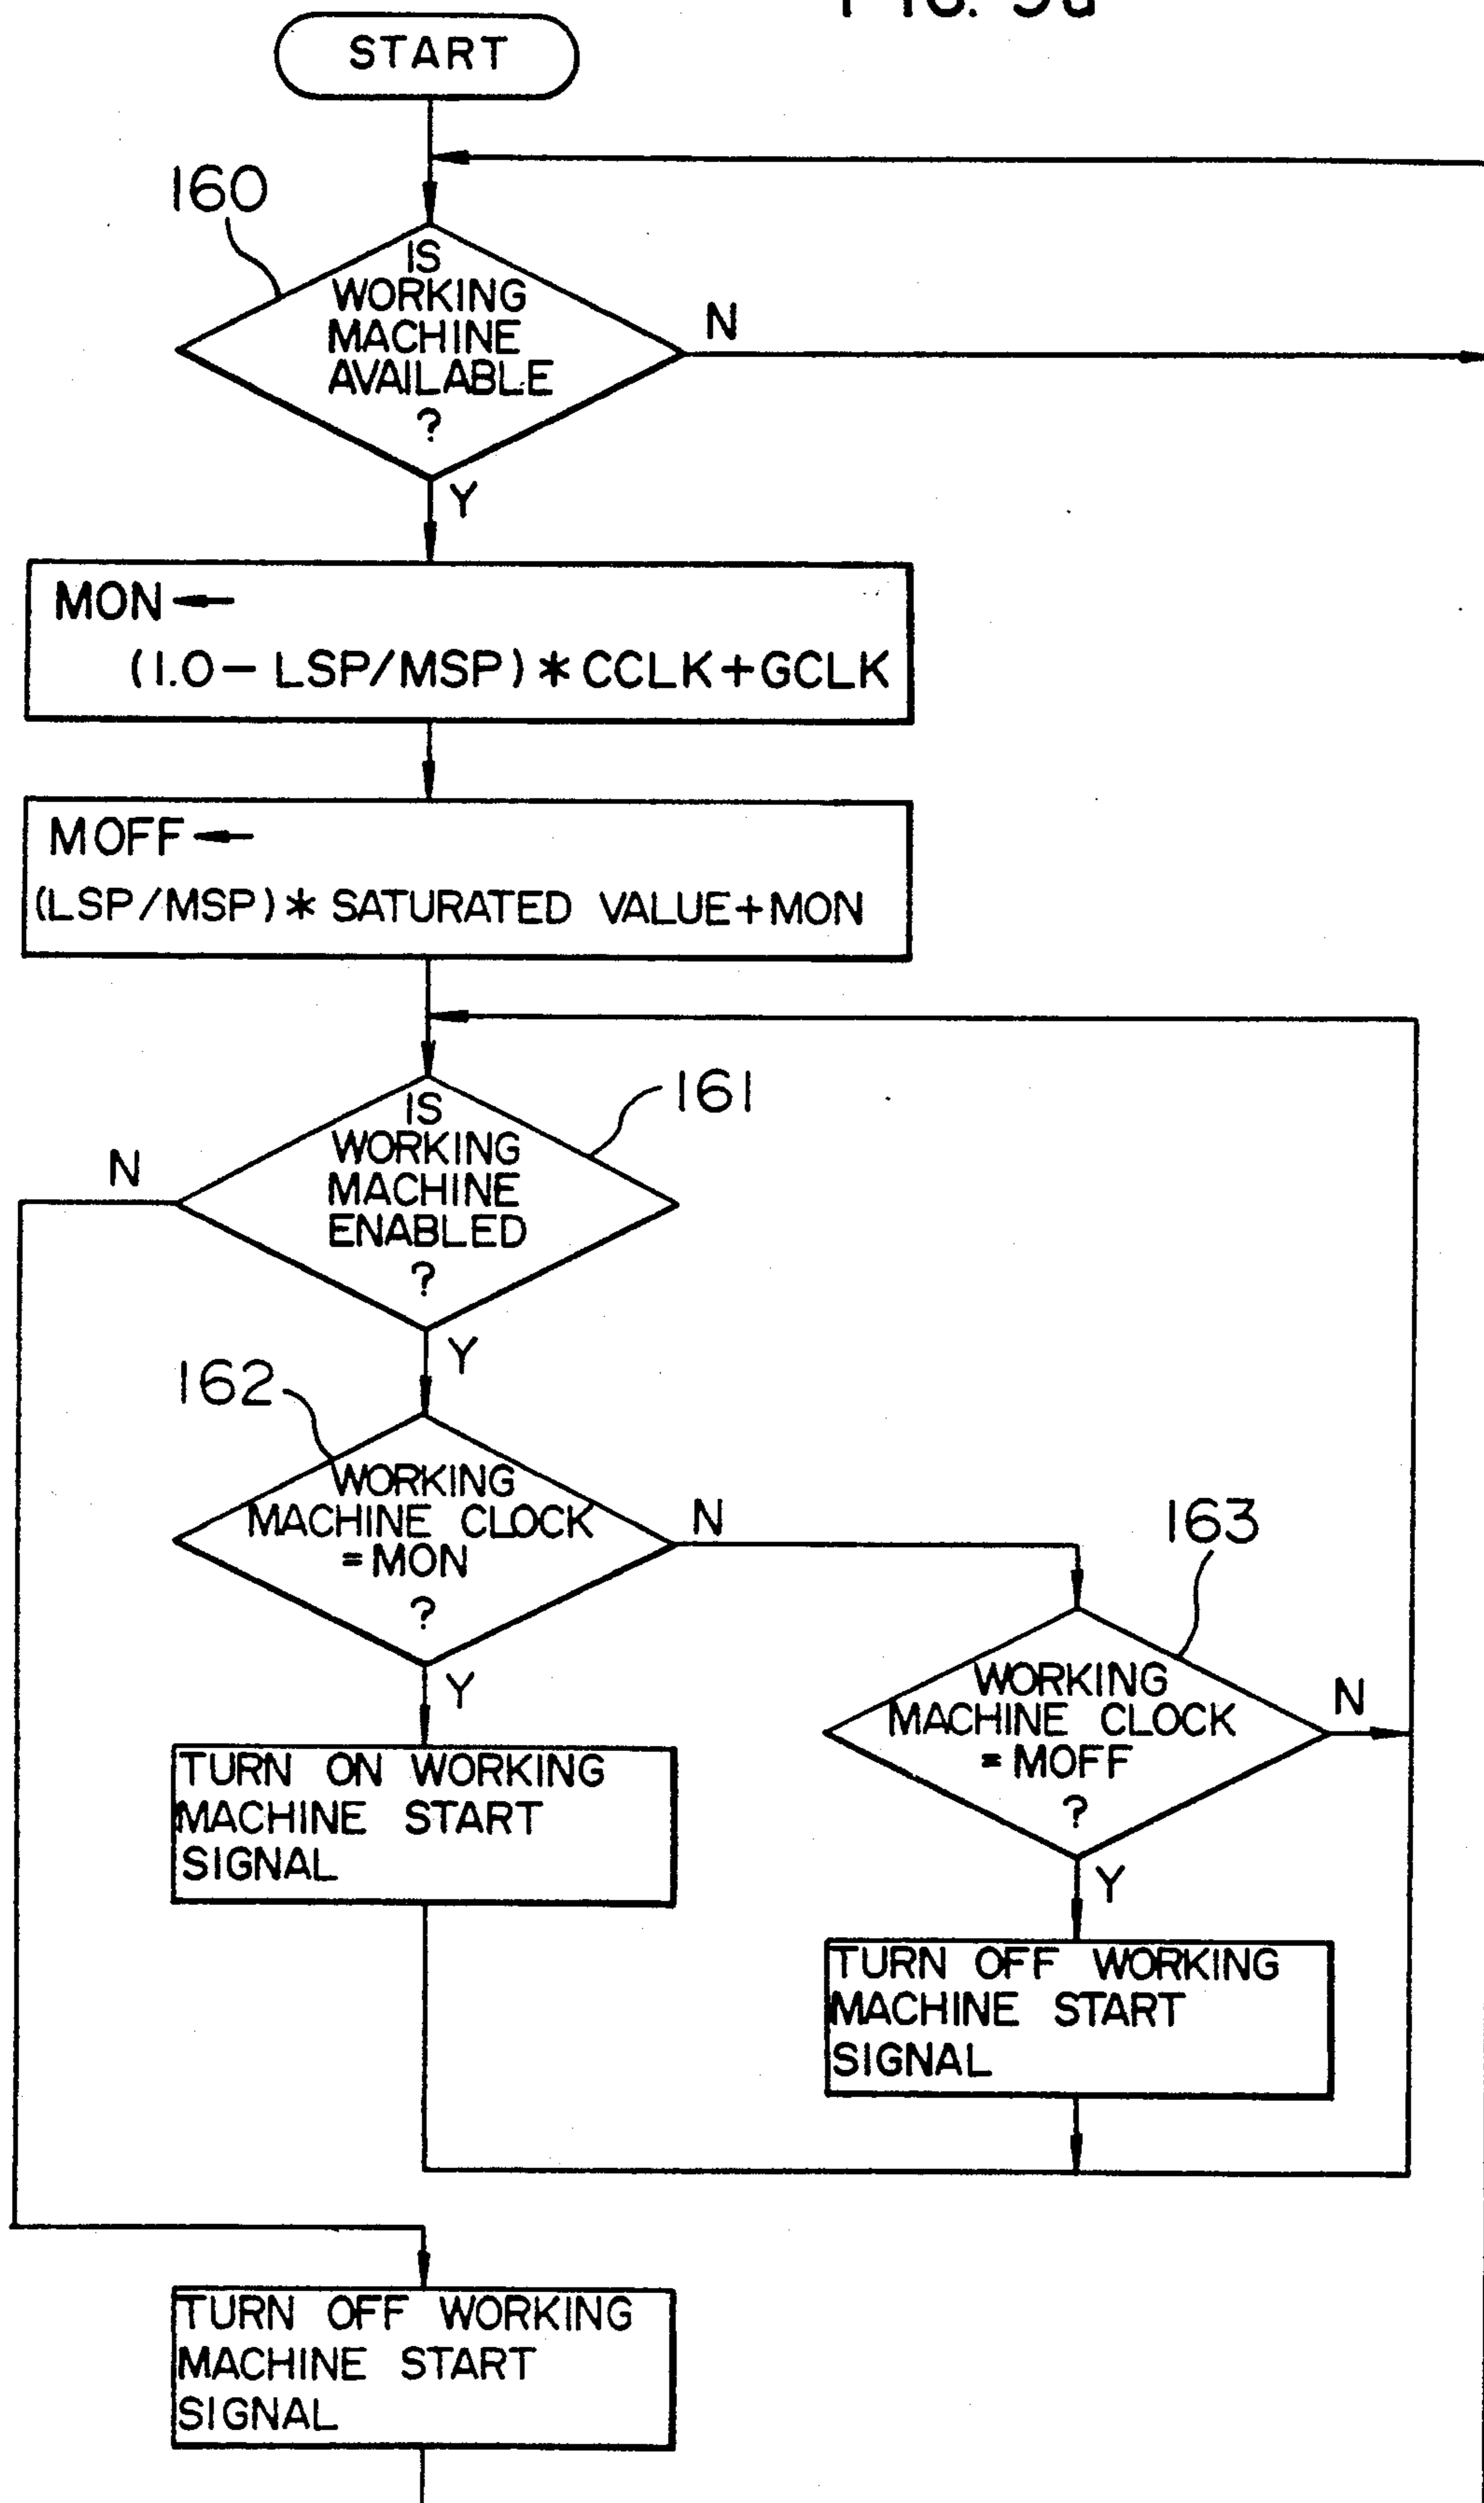 START
160
IS
WORKING
MACHINE
AVAILABLE
?
N
Y
MON←
(1.0 − LSP/MSP) * CCLK+GCLK
MOFF←
(LSP/MSP) * SATURATED VALUE+MON
161
IS
WORKING
MACHINE
ENABLED
?
N
Y
162
WORKING
MACHINE CLOCK
=MON
?
N
Y
163
WORKING
MACHINE CLOCK
=MOFF
?
N
Y
TURN ON WORKING
MACHINE START
SIGNAL
TURN OFF WORKING
MACHINE START
SIGNAL
TURN OFF WORKING
MACHINE START
SIGNAL